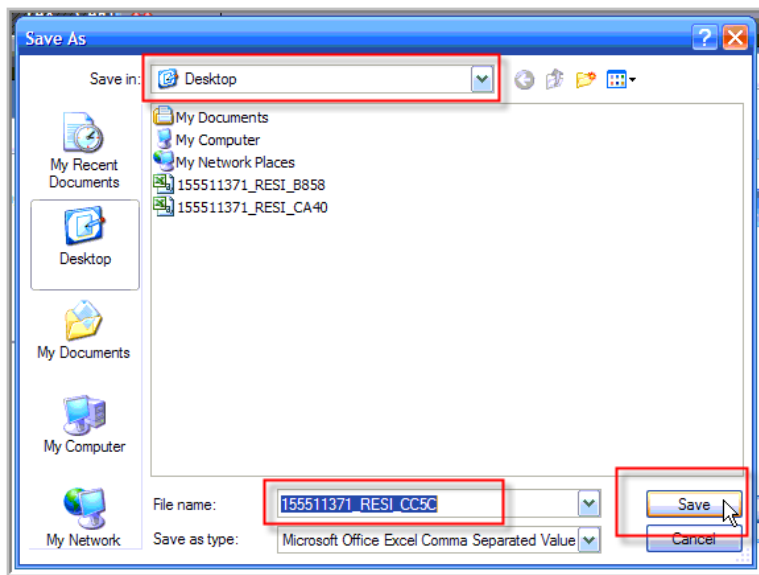 Save As
Save in:
Desktop
My Recent
Documents
Desktop
My Documents
My Computer
My Network
My Documents
My Computer
My Network Places
155511371_RESI_B858
155511371_RESI_CA40
File name:
155511371_RESI_CC5C
Save
Save as type:
Microsoft Office Excel Comma Separated Value
Cancel